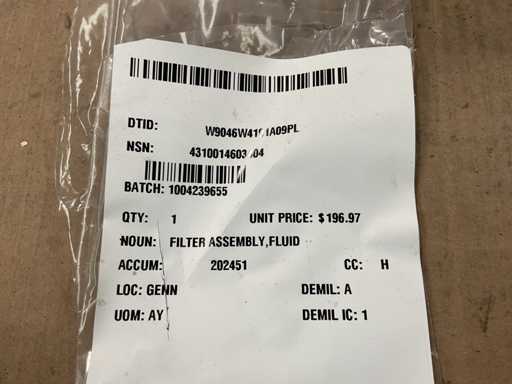 DTID:
NSN:
BATCH: 1004239655
QTY: 1 UNIT PRICE: $196.97
NOUN: FILTER ASSEMBLY,FLUID
ACCUM: 202451 CC: H
LOC: GENN DEMIL: A
UOM: AY DEMIL IC: 1